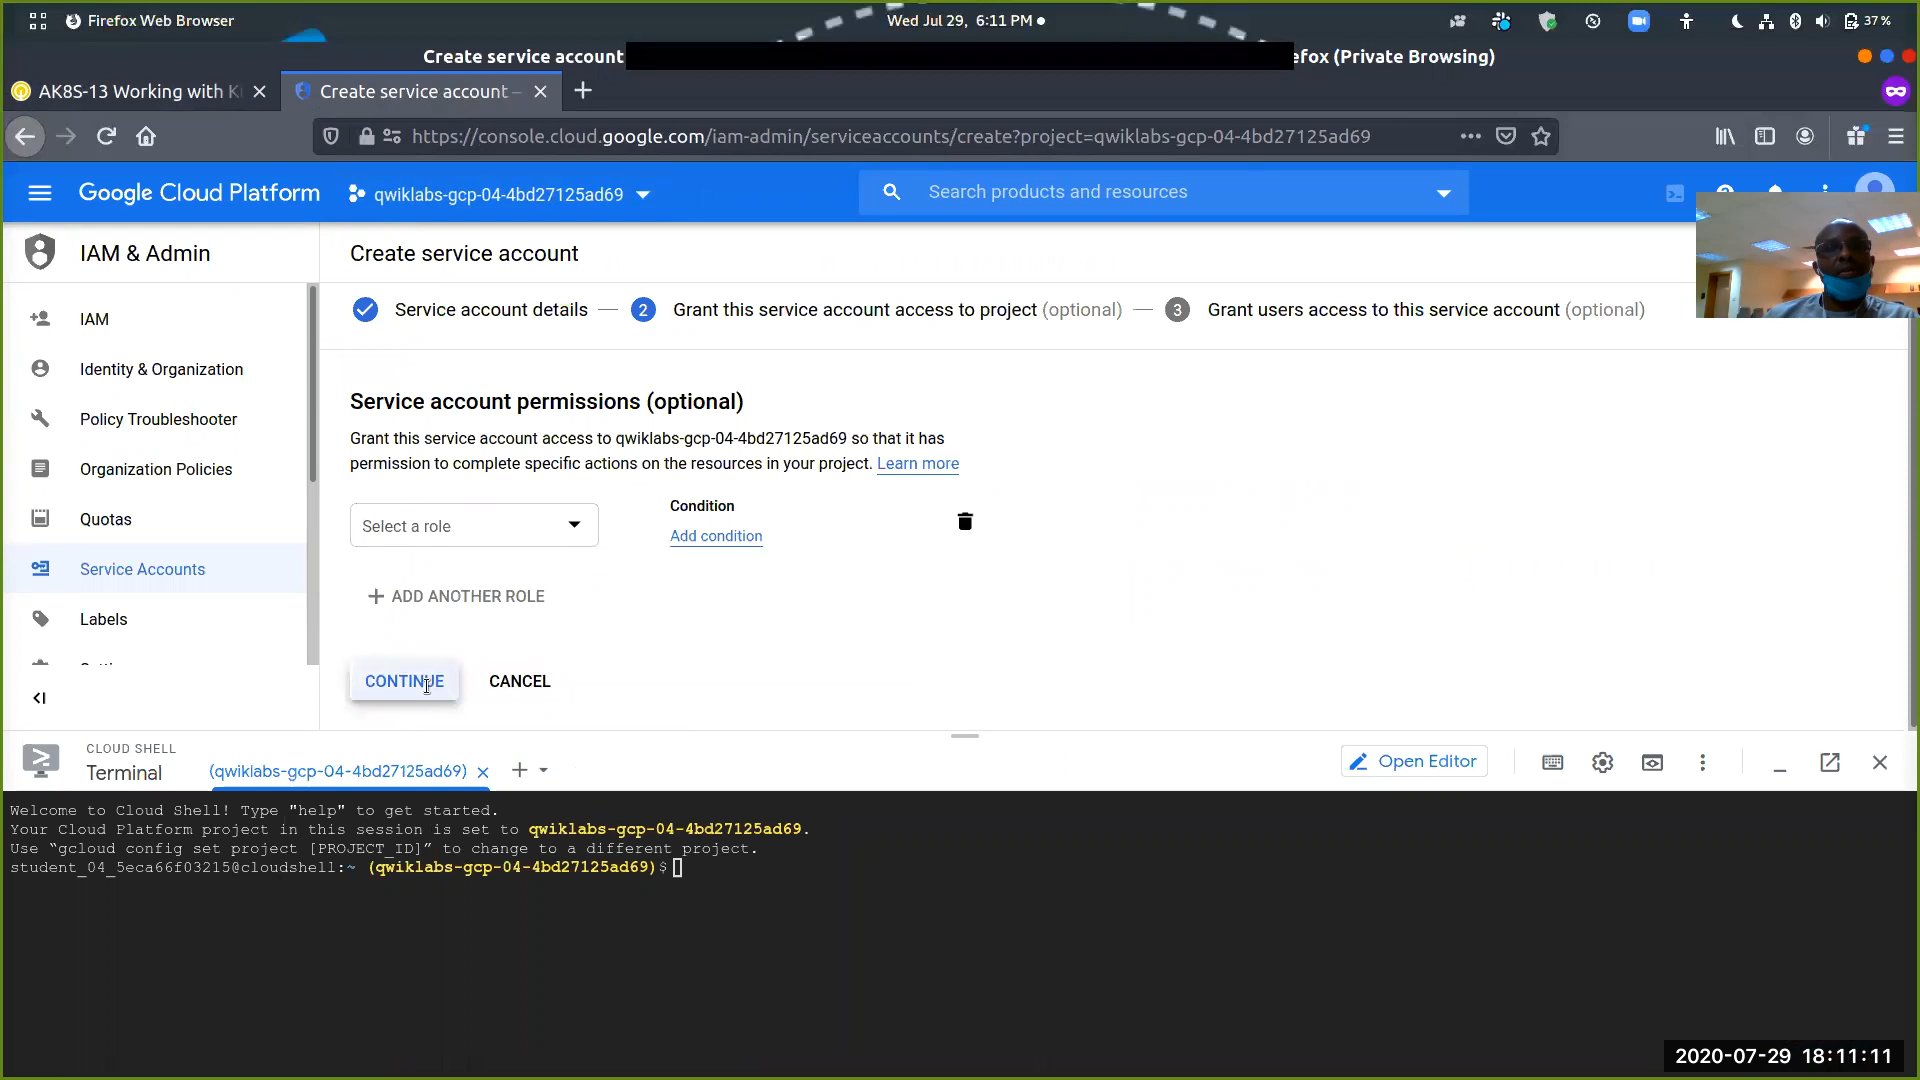 Firefox Web Browser
Wed Jul 29, 6:11 PM
37 %
Create service account
efox (Private Browsing)
AK8S-13 Working with
Create service account –
https://console.cloud.google.com/iam-admin/serviceaccounts/create?project=qwiklabs-gcp-04-4bd27125ad69
Google Cloud Platform
qwiklabs-gcp-04-4bd27125ad69
Search products and resources
IAM & Admin
Create service account
Service account details — 2 Grant this service account access to project (optional) — 3 Grant users access to this service account (optional)
IAM
Identity & Organization
Policy Troubleshooter
Organization Policies
Quotas
Service Accounts
Labels
Service account permissions (optional)
Grant this service account access to qwiklabs-gcp-04-4bd27125ad69 so that it has
permission to complete specific actions on the resources in your project. Learn more
Select a role
Condition
Add condition
ADD ANOTHER ROLE
CONTINUE
CANCEL
CLOUD SHELL
Terminal
(qwiklabs-gcp-04-4bd27125ad69)
Open Editor
Welcome to Cloud Shell! Type "help" to get started.
Your Cloud Platform project in this session is set to qwiklabs-gcp-04-4bd27125ad69.
Use “gcloud config set project [PROJECT_ID]” to change to a different project.
student_04_5eca66f03215@cloudshell:~ (qwiklabs-gcp-04-4bd27125ad69)$
2020-07-29 18:11:11